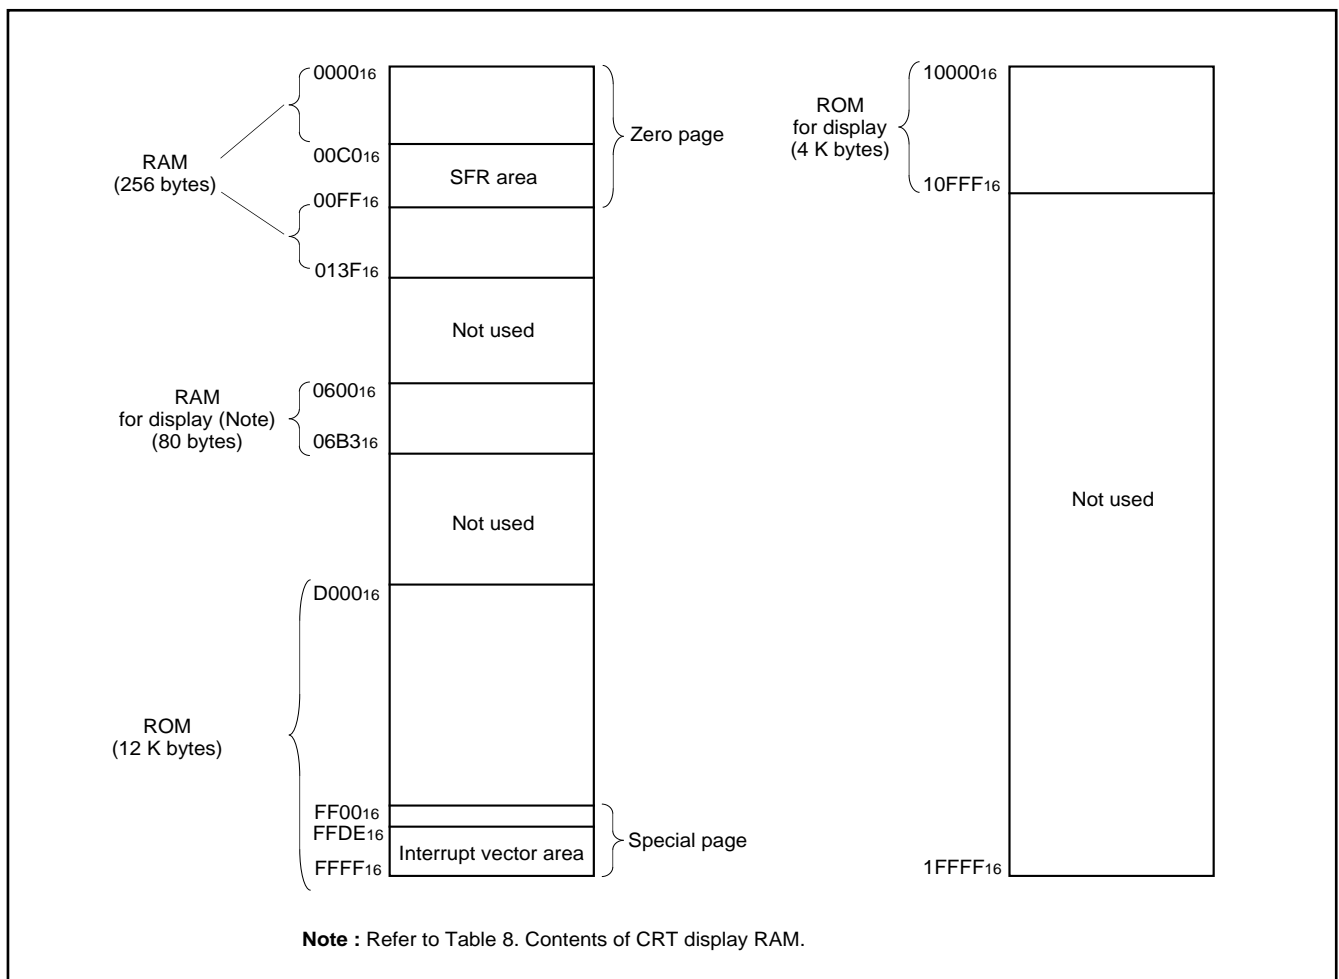 RAM
(256 bytes)
0000₁₆
00C0₁₆
00FF₁₆
013F₁₆
SFR area
Zero page
Not used
RAM
for display (Note)
(80 bytes)
0600₁₆
06B3₁₆
Not used
ROM
(12 K bytes)
D000₁₆
FF00₁₆
FFDE₁₆
FFFF₁₆
Interrupt vector area
Special page
ROM
for display
(4 K bytes)
10000₁₆
10FFF₁₆
Not used
1FFFF₁₆
Note : Refer to Table 8. Contents of CRT display RAM.